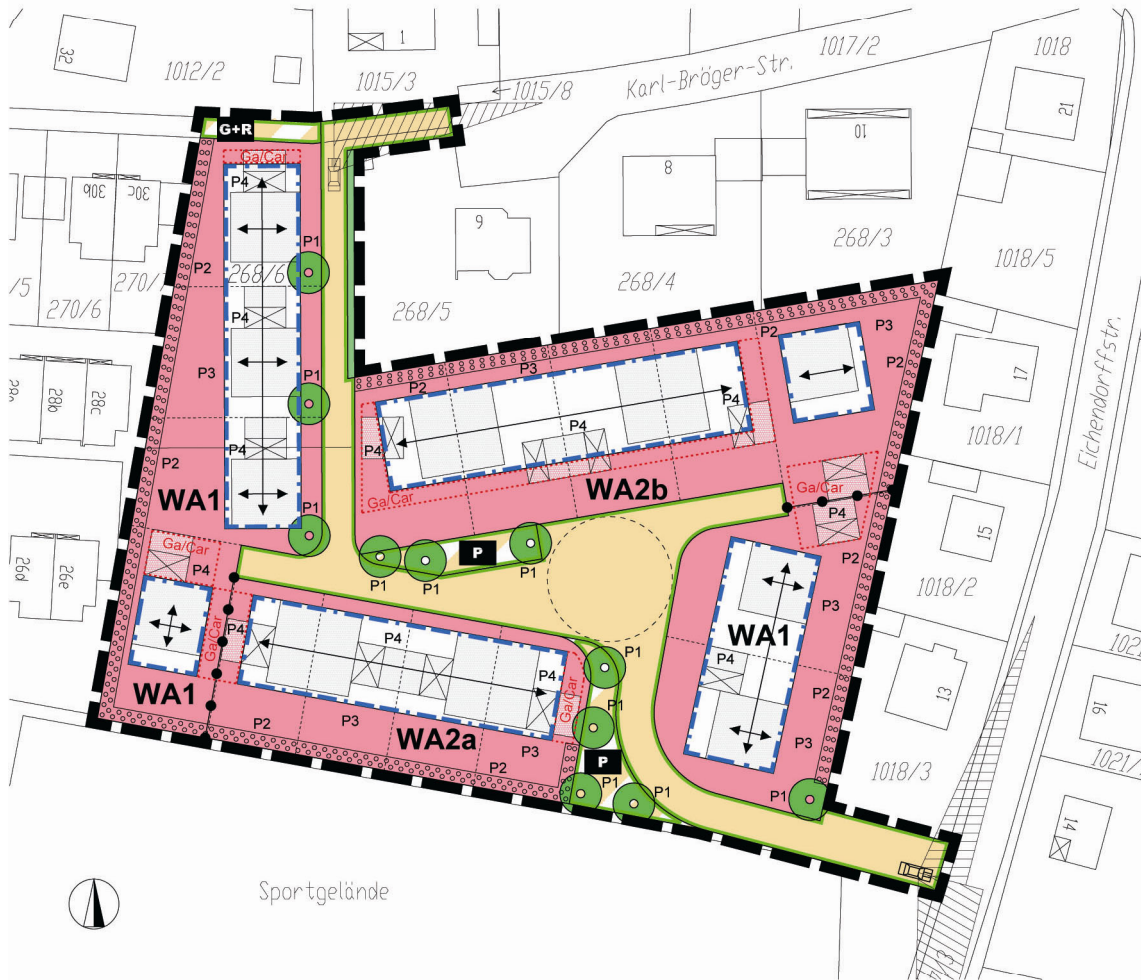 32
1
1012/2
1015/3
1015/8
1017/2
1018
Karl-Bröger-Str.
21
G+R
Ga/Car
10
P4
8
30b
30c
9
P1
268/3
P2
268/6
1018/5
270/7
268/4
/5
270/6
268/5
P4
P2
P3
P2
P3
P1
P2
17
P3
28b
28c
P4
P4
P4
1018/1
P4
P2
Ga/Car
WA2b
Ga/Car
Eichendorffstr.
WA1
P1
P4
15
Ga/Car
P
P2
26d
26e
P4
P1
P1
P1
1018/2
P3
WA1
P4
P4
P1
P4
P4
Ga/Car
13
WA1
Ga/Car
P2
16
P2
P3
P1
WA2a
P3
P3
P2
P
1018/3
P1
P1
14
Sportgelände